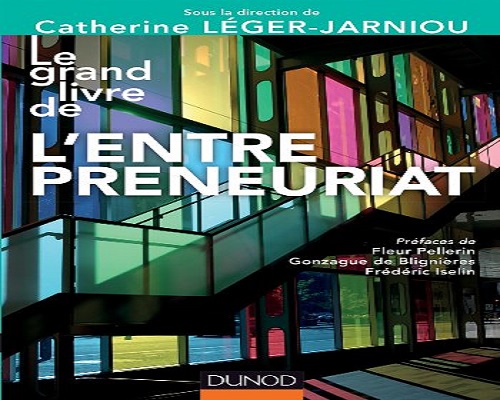 Sous la direction de
Catherine LÉGER-JARNIOU
Le
grand
livre
de
L'ENTRE
PRENEURIAT
Préfaces de
Fleur Pellerin
Gonzague de Blignières
Frédéric Iselin
DUNOD